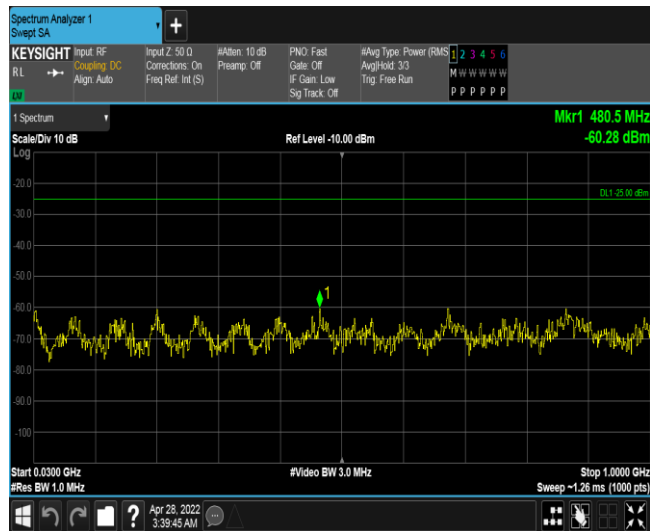 Spectrum Analyzer 1
Swept SA
+
KEYSIGHT
RL
Input: RF
Coupling: DC
Align: Auto
Input Z: 50 Ω
Corrections: On
Freq Ref: Int (S)
#Atten: 10 dB
Preamp: Off
PNO: Fast
Gate: Off
IF Gain: Low
Sig Track: Off
#Avg Type: Power (RMS
Avg|Hold: 3/3
Trig: Free Run
1 2 3 4 5 6
M W W W W W
P P P P P P
1 Spectrum
Mkr1 480.5 MHz
Scale/Div 10 dB
Ref Level -10.00 dBm
-60.28 dBm
Log
-20.0
DL1 -25.00 dBm
-30.0
-40.0
-50.0
1
-60.0
-70.0
-80.0
-90.0
-100
Start 0.0300 GHz
#Video BW 3.0 MHz
Stop 1.0000 GHz
#Res BW 1.0 MHz
Sweep ~1.26 ms (1000 pts)
?
Apr 28, 2022
3:39:45 AM